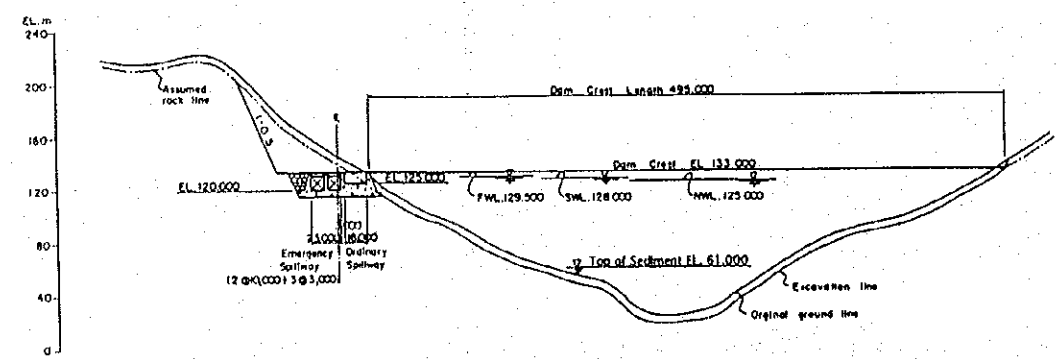 EL. m
240
200
160
120
80
40
0
Assumed
rock line
1:0.5
Dam Crest Length 495.000
Dam Crest EL. 133.000
EL. 125.000
EL. 120.000
FWL. 129.500
SWL. 128.000
NWL. 125.000
Emergency
Spillway
Ordinary
Spillway
Top of Sediment EL. 61.000
Excavation line
Orginal ground line